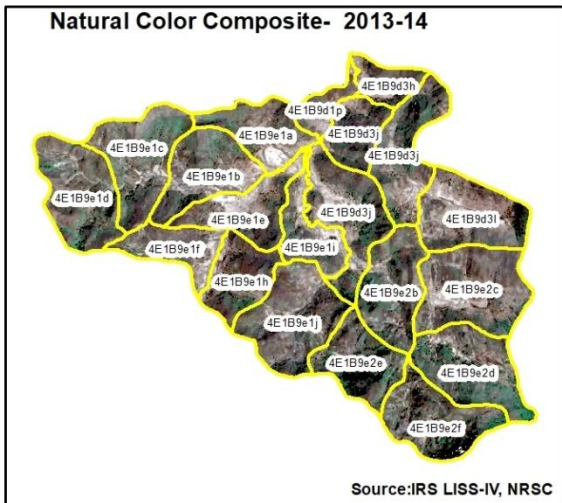 Natural Color Composite- 2013-14
4E1B9d3h
4E1B9d1p
4E1B9e1a
4E1B9d3j
4E1B9e1c
4E1B9d3j
4E1B9e1b
4E1B9e1d
4E1B9d3j
4E1B9e1e
4E1B9d3l
4E1B9e1f
4E1B9e1i
4E1B9e1h
4E1B9e2b
4E1B9e2c
4E1B9e1j
4E1B9e2e
4E1B9e2d
4E1B9e2f
Source:IRS LISS-IV, NRSC